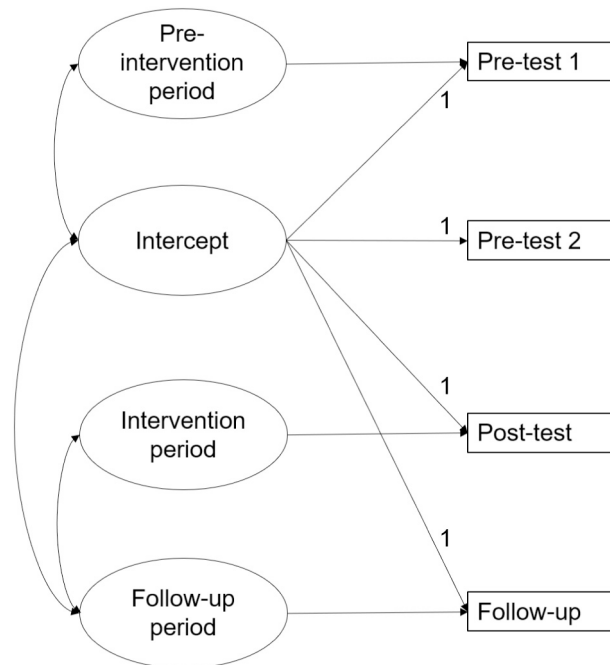 Pre-
intervention
period
Pre-test 1
1
Intercept
1
Pre-test 2
Intervention
period
1
Post-test
1
Follow-up
period
Follow-up